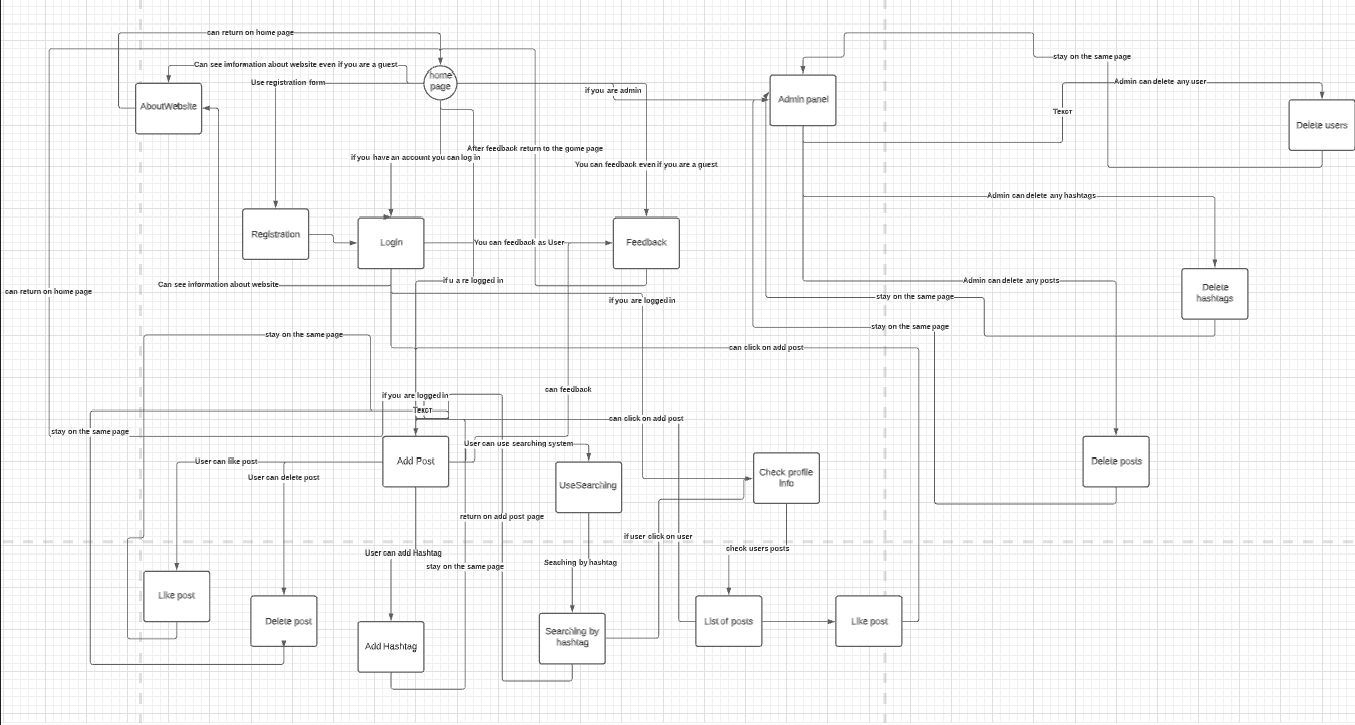 can return on home page
stay on the same page
Can see imformation about website even if you are a guest
home
page
Use registration form
Admin can delete any user
if you are admin
Admin panel
AboutWebsite
Текст
Delete users
After feedback return to the gome page
if you have an account you can log in
You can feedback even if you are a guest
Admin can delete any hashtags
Registration
Login
You can feedback as User
Feedback
Can see information about website
if u a re logged in
Admin can delete any posts
Delete
hashtags
can return on home page
if you are logged in
stay on the same page
stay on the same page
stay on the same page
can click on add post
can feedback
if you are logged in
Текст
can click on add post
stay on the same page
User can use searching system
Add Post
User can like post
Delete posts
User can delete post
UseSearching
Check profile
Info
return on add post page
if user click on user
User can add Hashtag
check users posts
Seaching by hashtag
stay on the same page
Like post
Delete post
List of posts
Like post
Searching by
hashtag
Add Hashtag